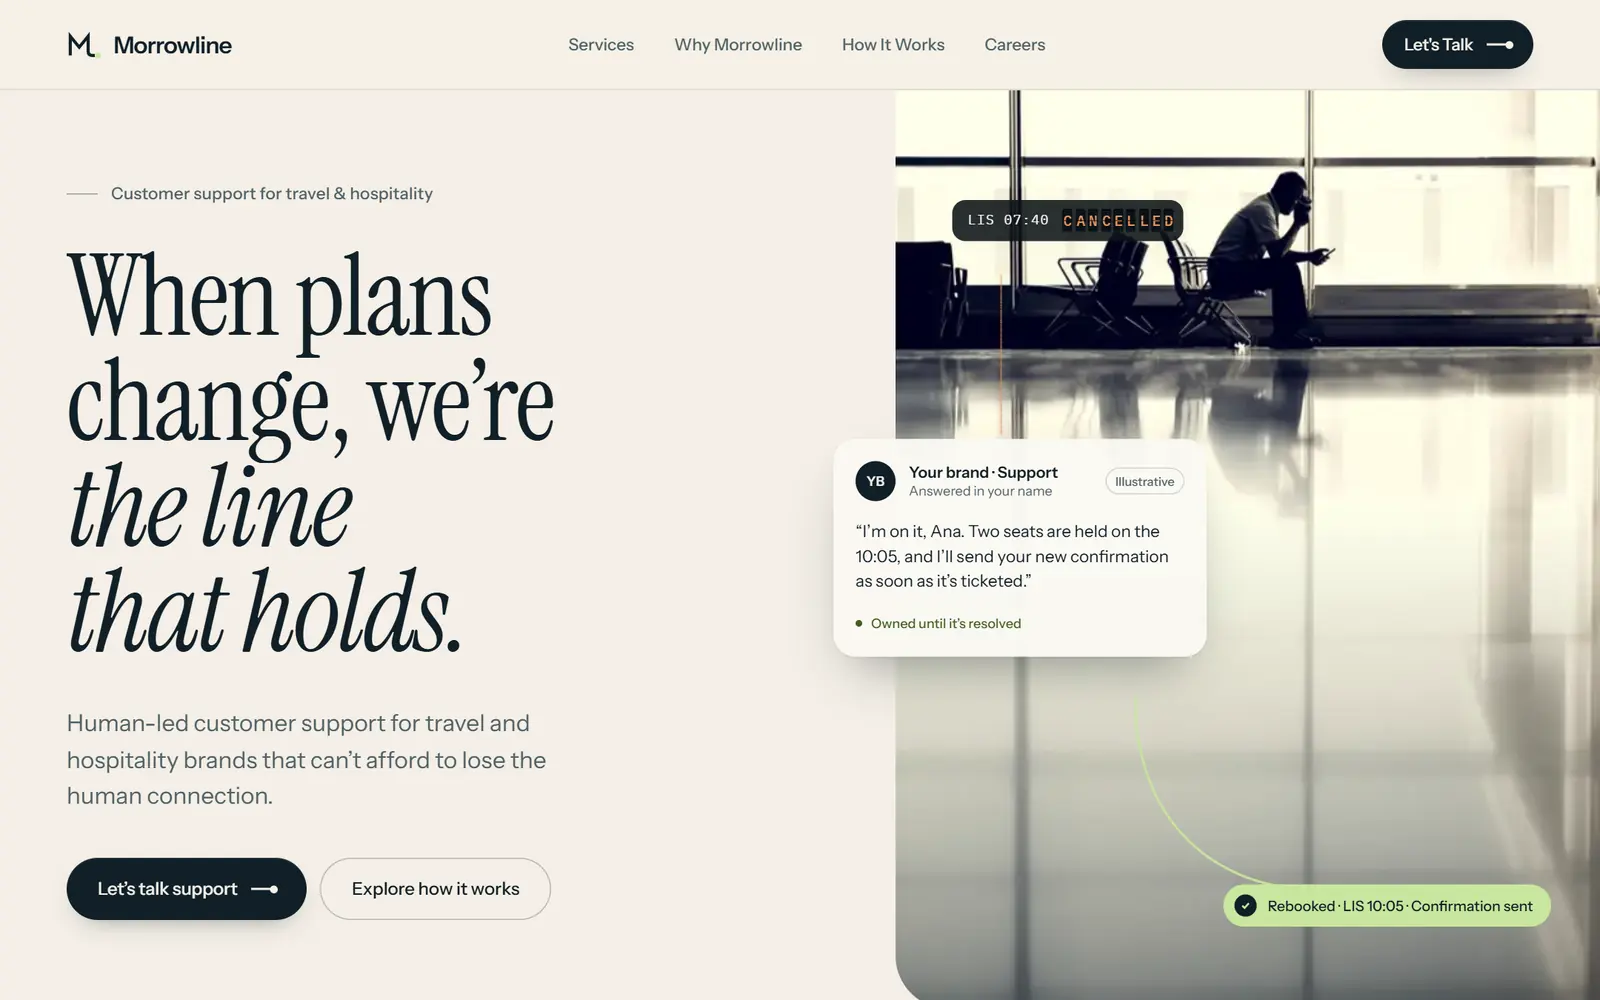 Morrowline
Services
Why Morrowline
How It Works
Careers
Let's Talk
Customer support for travel & hospitality
When plans
change, we’re
the line
that holds.
Human-led customer support for travel and
hospitality brands that can’t afford to lose the
human connection.
Let’s talk support
Explore how it works
LIS 07:40 CANCELLED
YB
Your brand · Support
Answered in your name
Illustrative
“I’m on it, Ana. Two seats are held on the
10:05, and I’ll send your new confirmation
as soon as it’s ticketed.”
Owned until it’s resolved
Rebooked · LIS 10:05 · Confirmation sent